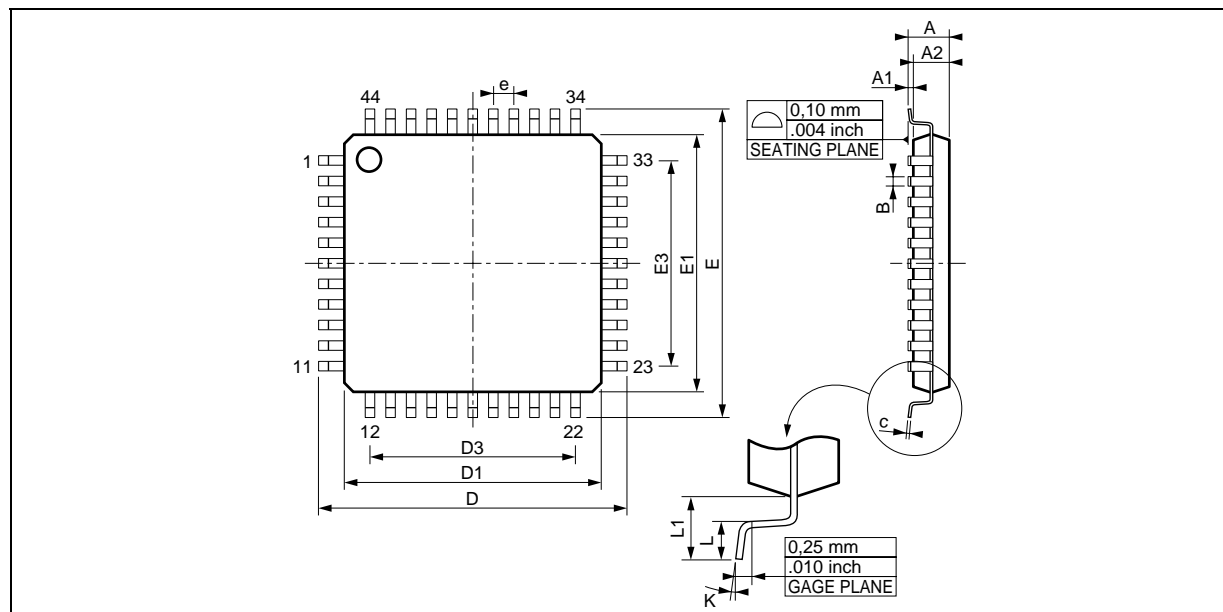 A
A2
A1
e
44
34
0,10 mm
.004 inch
SEATING PLANE
1
33
B
E3
E1
E
11
23
12
22
D3
D1
D
c
L1
L
K
0,25 mm
.010 inch
GAGE PLANE